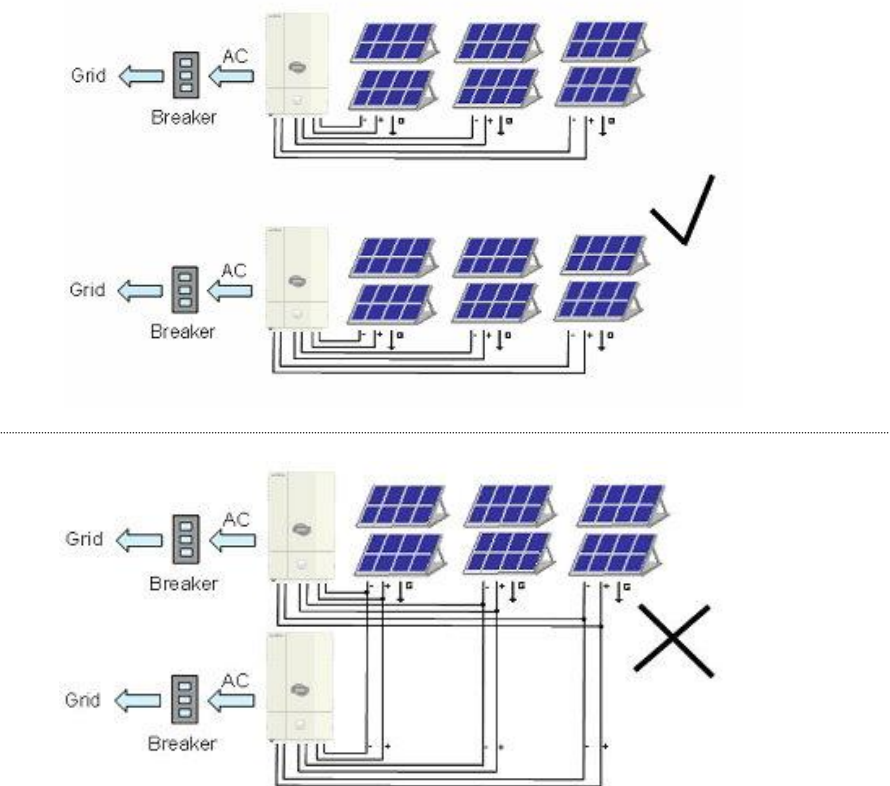 AC
Grid
Breaker
- + G - + G - + G
AC
Grid
Breaker
- + G - + G - + G
AC
Grid
Breaker
- + G - + G - + G
AC
Grid
Breaker
- + - + - +